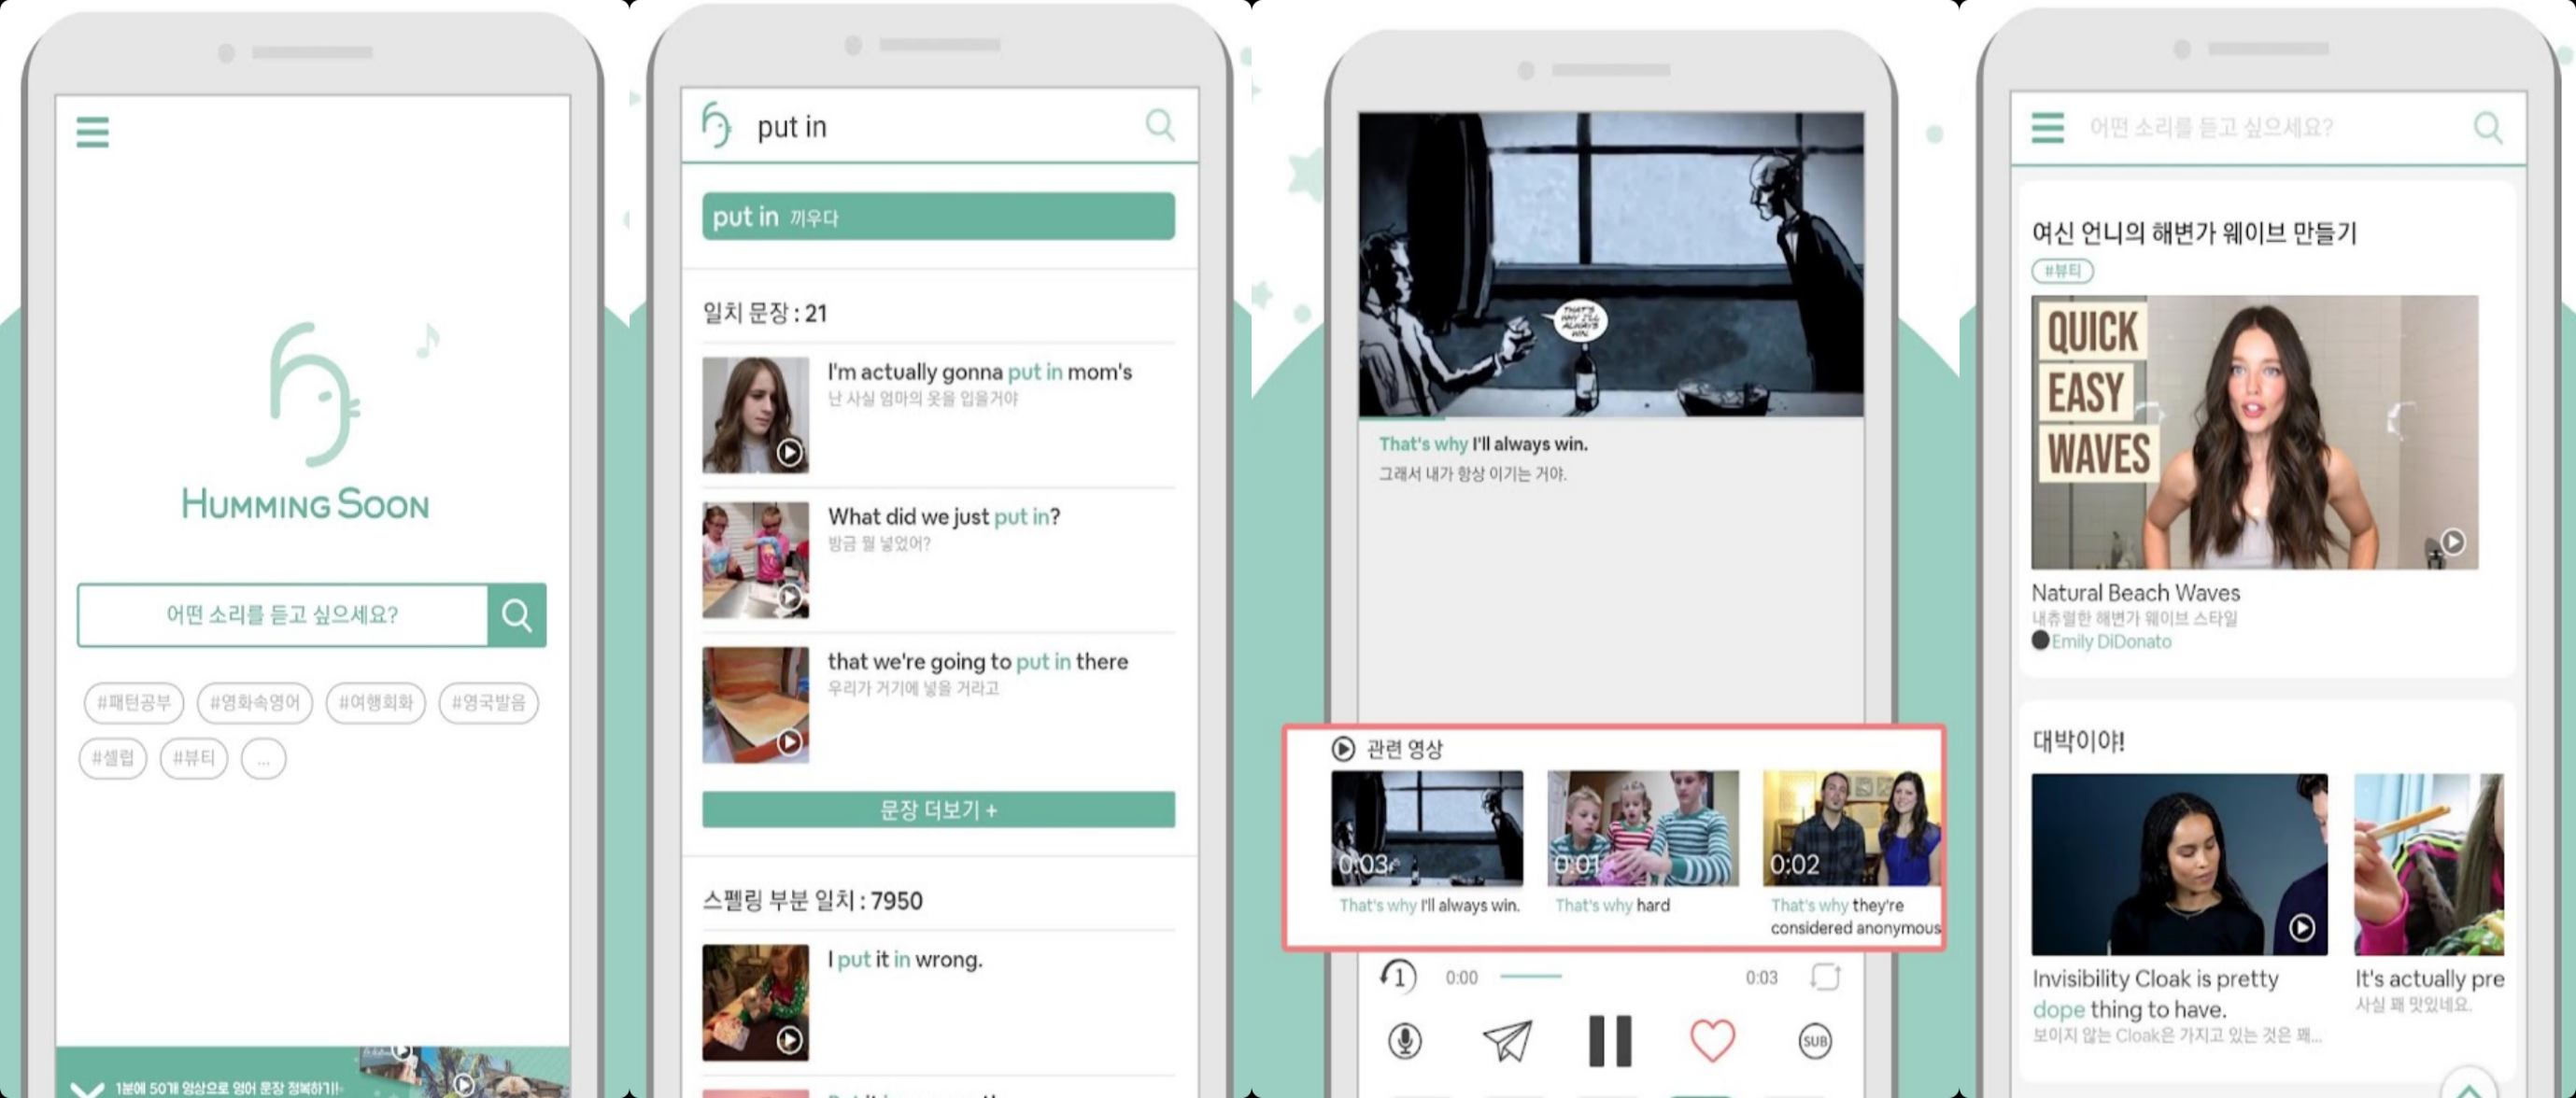 HUMMING SOON
어떤 소리를 듣고 싶으세요?
#패턴공부 #영화속영어 #여행회화 #영국발음
#셀럽 #뷰티 ...
1분에 50개 영상으로 영어 문장 정복하기!
put in
put in 끼우다
일치 문장 : 21
I'm actually gonna put in mom's
난 사실 엄마의 옷을 입을거야
What did we just put in?
방금 뭘 넣었어?
that we're going to put in there
우리가 거기에 넣을 거라고
문장 더보기 +
스펠링 부분 일치 : 7950
I put it in wrong.
THAT'S
WHY I'LL
ALWAYS
WIN.
That's why I'll always win.
그래서 내가 항상 이기는 거야.
관련 영상
0:03
0:01
0:02
That's why I'll always win.
That's why hard
That's why they're
considered anonymous
1
0:00
0:03
SUB
어떤 소리를 듣고 싶으세요?
여신 언니의 해변가 웨이브 만들기
#뷰티
QUICK
EASY
WAVES
Natural Beach Waves
내츄럴한 해변가 웨이브 스타일
Emily DiDonato
대박이야!
Invisibility Cloak is pretty
dope thing to have.
보이지 않는 Cloak은 가지고 있는 것은 꽤...
It's actually pre
사실 꽤 맛있네요.